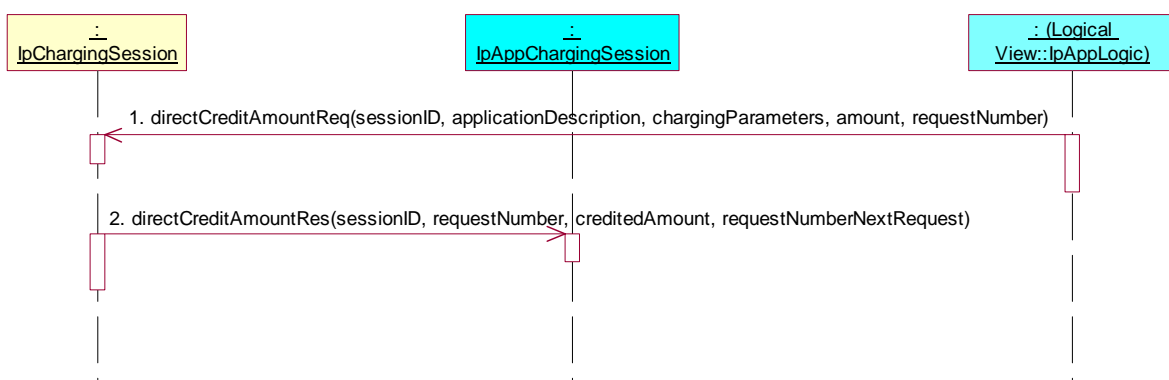 :
IpChargingSession
:
IpAppChargingSession
: (Logical
View::IpAppLogic)
1. directCreditAmountReq(sessionID, applicationDescription, chargingParameters, amount, requestNumber)
2. directCreditAmountRes(sessionID, requestNumber, creditedAmount, requestNumberNextRequest)